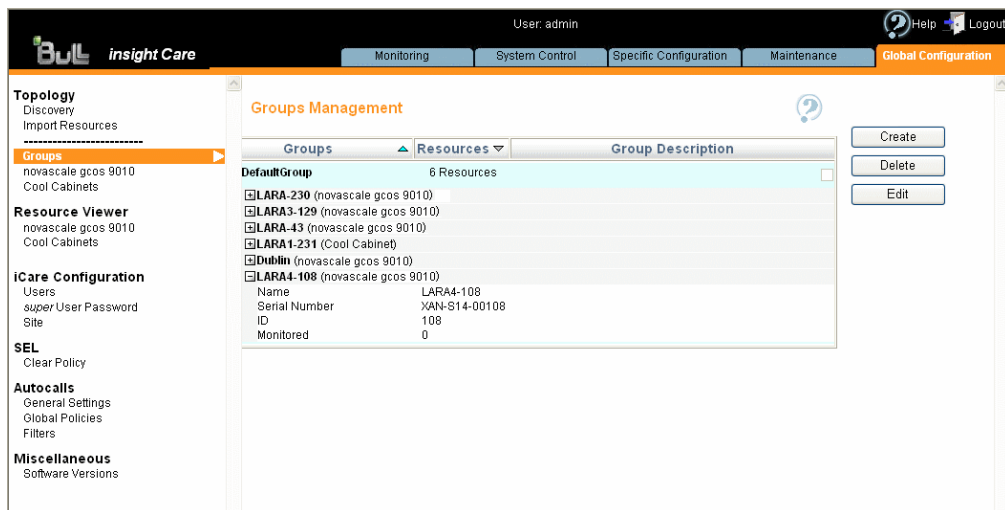 User: admin
Help
Logout
Bull
insight Care
Monitoring
System Control
Specific Configuration
Maintenance
Global Configuration
Topology
Discovery
Import Resources
------------------------
Groups
novascale gcos 9010
Cool Cabinets
Resource Viewer
novascale gcos 9010
Cool Cabinets
iCare Configuration
Users
super User Password
Site
SEL
Clear Policy
Autocalls
General Settings
Global Policies
Filters
Miscellaneous
Software Versions
Groups Management
Groups Resources Group Description
DefaultGroup 6 Resources
LARA-230 (novascale gcos 9010)
LARA3-129 (novascale gcos 9010)
LARA-43 (novascale gcos 9010)
LARA1-231 (Cool Cabinet)
Dublin (novascale gcos 9010)
LARA4-108 (novascale gcos 9010)
Name LARA4-108
Serial Number XAN-S14-00108
ID 108
Monitored 0
Create
Delete
Edit